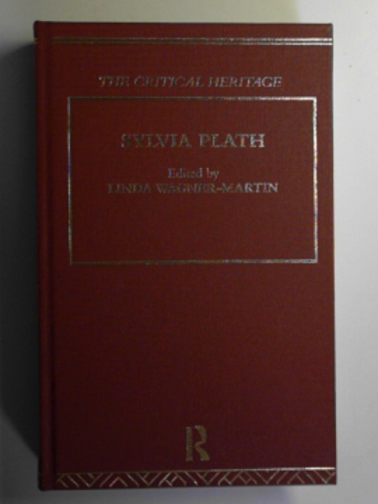 THE CRITICAL HERITAGE
SYLVIA PLATH
Edited by
LINDA WAGNER-MARTIN
R